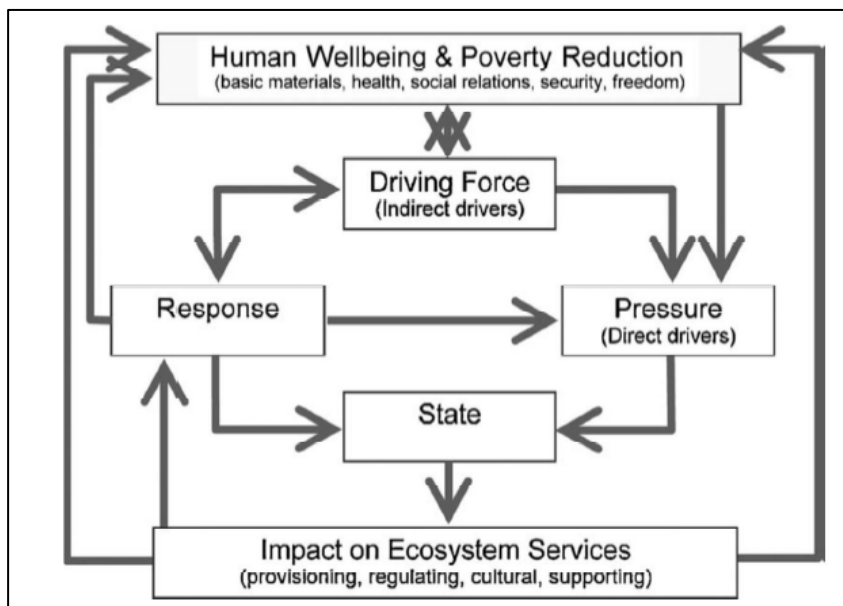 Human Wellbeing & Poverty Reduction
(basic materials, health, social relations, security, freedom)
Driving Force
(Indirect drivers)
Response
Pressure
(Direct drivers)
State
Impact on Ecosystem Services
(provisioning, regulating, cultural, supporting)